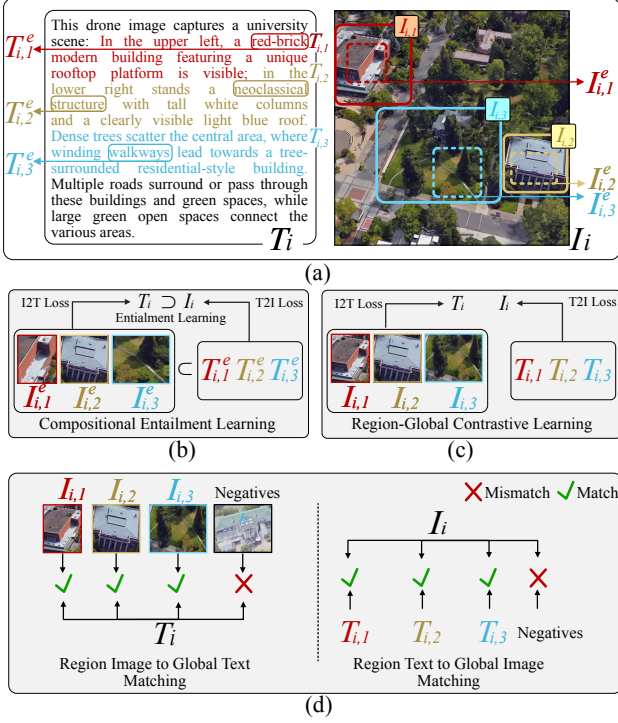 This drone image captures a university
scene: In the upper left, a red-brick
modern building featuring a unique
rooftop platform is visible; in the
lower right stands a neoclassical
structure with tall white columns
and a clearly visible light blue roof.
Dense trees scatter the central area, where
winding walkways lead towards a tree-
surrounded residential-style building.
Multiple roads surround or pass through
these buildings and green spaces, while
large green open spaces connect the
various areas.
T^e_{i,1}
T^e_{i,2}
T^e_{i,3}
T_{i,1}
T_{i,2}
T_{i,3}
T_i
I_{i,1}
I_{i,3}
I_{i,2}
I^e_{i,1}
I^e_{i,2}
I^e_{i,3}
I_i
(a)
I2T Loss
T_i ⊃ I_i
T2I Loss
Entialment Learning
I^e_{i,1} I^e_{i,2} I^e_{i,3}
⊂
T^e_{i,1} T^e_{i,2} T^e_{i,3}
Compositional Entailment Learning
(b)
I2T Loss
T_i I_i
T2I Loss
I_{i,1} I_{i,2} I_{i,3}
T_{i,1} T_{i,2} T_{i,3}
Region-Global Contrastive Learning
(c)
I_{i,1} I_{i,2} I_{i,3} Negatives
T_i
Region Image to Global Text
Matching
Mismatch Match
I_i
T_{i,1} T_{i,2} T_{i,3} Negatives
Region Text to Global Image
Matching
(d)